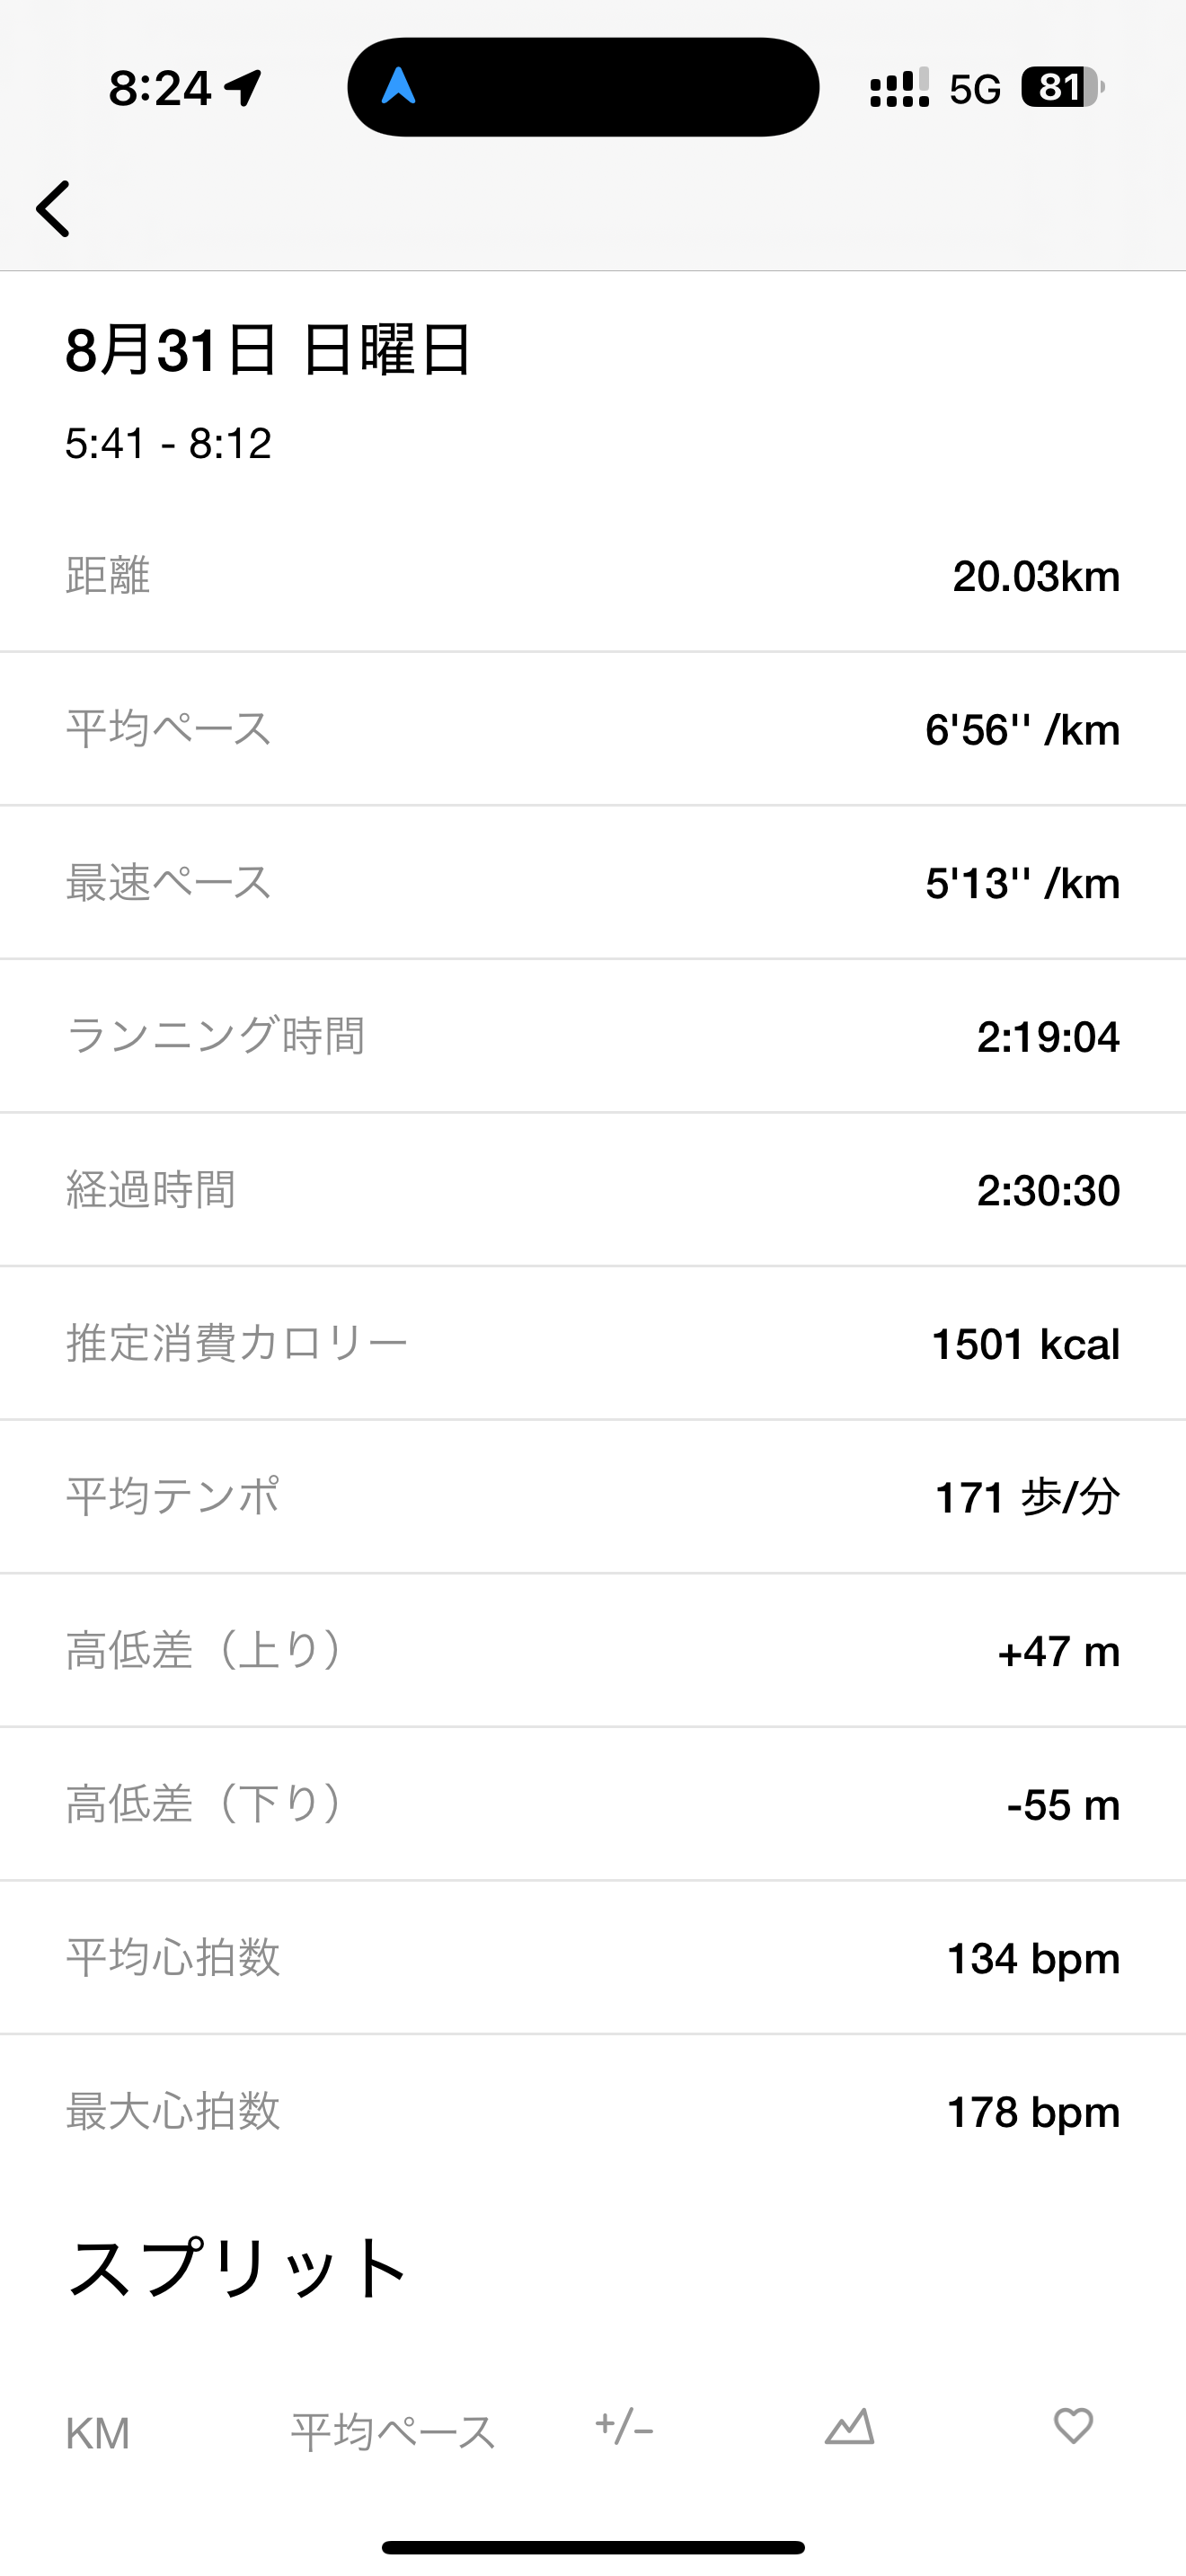 8:24
5G
81
8月31日 日曜日
5:41 - 8:12
距離 20.03km
平均ペース 6'56'' /km
最速ペース 5'13'' /km
ランニング時間 2:19:04
経過時間 2:30:30
推定消費カロリー 1501 kcal
平均テンポ 171 歩/分
高低差（上り） +47 m
高低差（下り） -55 m
平均心拍数 134 bpm
最大心拍数 178 bpm
スプリット
KM 平均ペース +/-